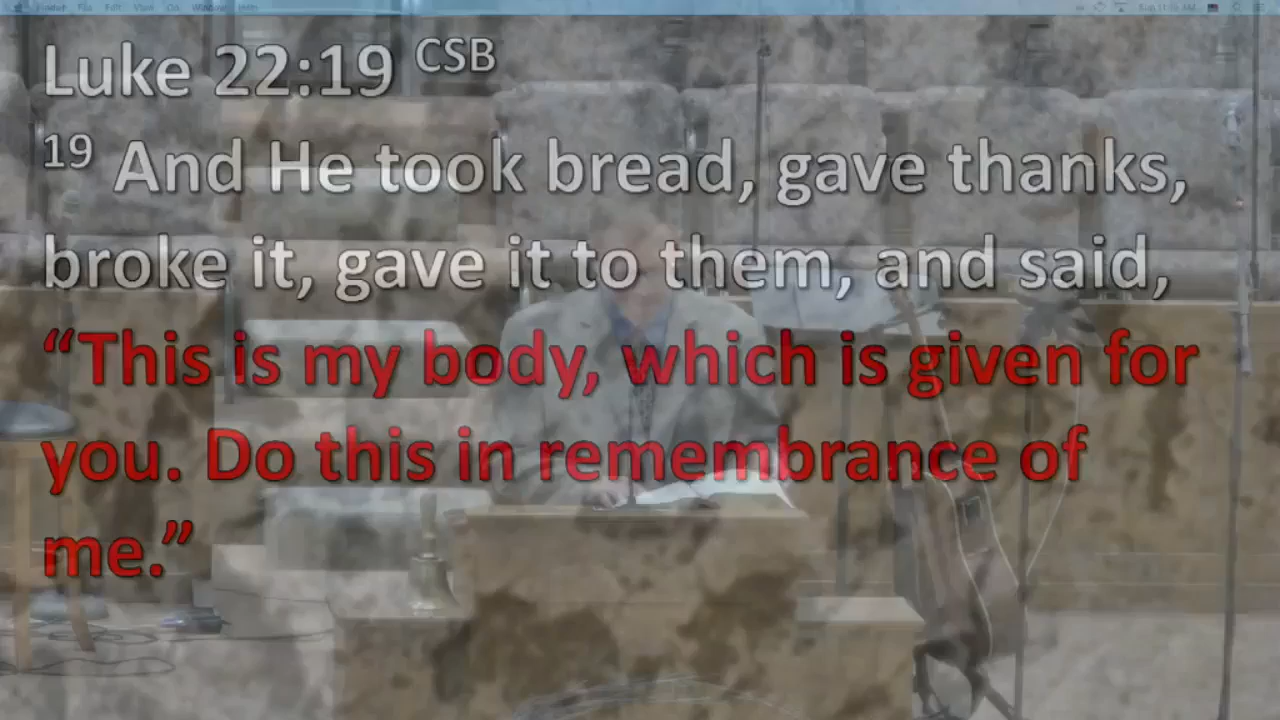 Luke 22:19 CSB
19 And He took bread, gave thanks,
broke it, gave it to them, and said,
“This is my body, which is given for
you. Do this in remembrance of
me.”